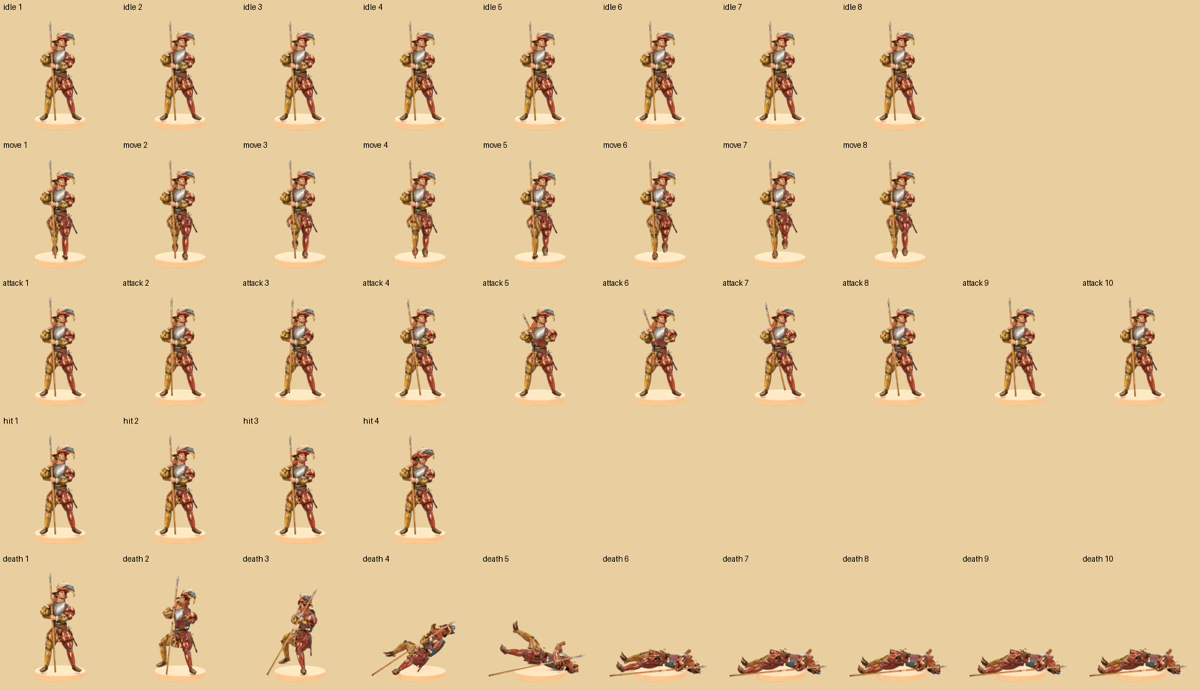 idle 1 idle 2 idle 3 idle 4 idle 5 idle 6 idle 7 idle 8
move 1 move 2 move 3 move 4 move 5 move 6 move 7 move 8
attack 1 attack 2 attack 3 attack 4 attack 5 attack 6 attack 7 attack 8 attack 9 attack 10
hit 1 hit 2 hit 3 hit 4
death 1 death 2 death 3 death 4 death 5 death 6 death 7 death 8 death 9 death 10